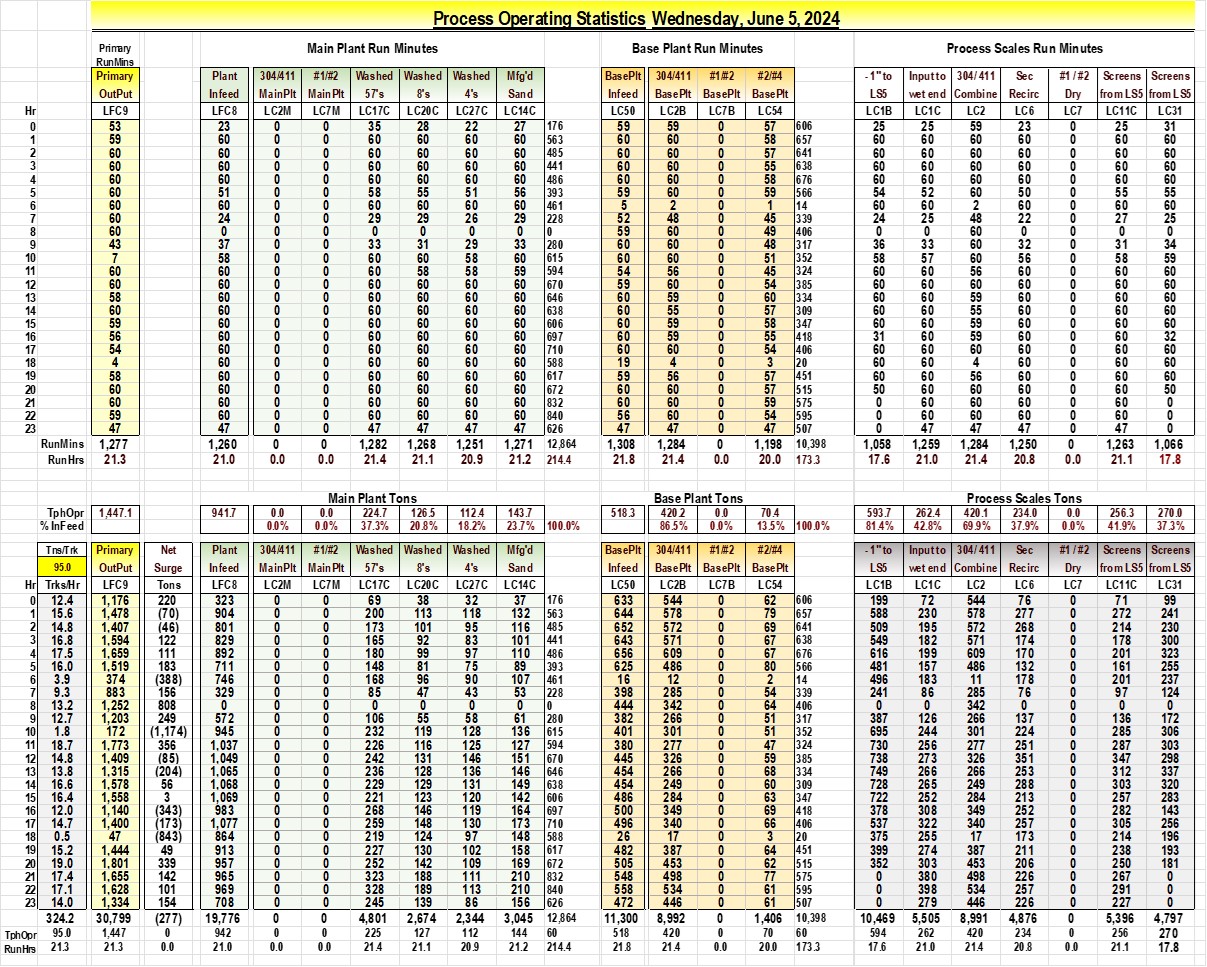 Process Operating Statistics Wednesday, June 5, 2024
Primary Main Plant Run Minutes Base Plant Run Minutes Process Scales Run Minutes
RunMins
Primary Plant 304/411 #1/#2 Washed Washed Washed Mfg'd BasePlt 304/411 #1/#2 #2/#4 -1" to Input to 304/411 Sec #1/#2 Screens Screens
OutPut Infeed MainPlt MainPlt 57's 8's 4's Sand Infeed BasePlt BasePlt BasePlt LS5 wet end Combine Recirc Dry from LS5 from LS5
Hr LFC9 LFC8 LC2M LC7M LC17C LC20C LC27C LC14C LC50 LC2B LC7B LC54 LC1B LC1C LC2 LC6 LC7 LC11C LC31
0 53 23 0 0 35 28 22 27 176 59 59 0 57 606 25 25 59 23 0 25 31
1 59 60 0 0 60 60 60 60 563 60 60 0 58 657 60 60 60 60 0 60 60
2 60 60 0 0 60 60 60 60 485 60 60 0 57 641 60 60 60 60 0 60 60
3 60 60 0 0 60 60 60 60 441 60 60 0 55 638 60 60 60 60 0 60 60
4 60 60 0 0 60 60 60 60 486 60 60 0 58 676 60 60 60 60 0 60 60
5 60 51 0 0 58 55 51 56 393 59 60 0 59 566 54 52 60 50 0 55 55
6 60 60 0 0 60 60 60 60 461 5 2 0 1 14 60 60 2 60 0 60 60
7 60 24 0 0 29 29 26 29 228 52 48 0 45 339 24 25 48 22 0 27 25
8 60 0 0 0 0 0 0 0 0 59 60 0 49 406 0 0 60 0 0 0 0
9 43 37 0 0 33 31 29 33 280 60 60 0 48 317 36 33 60 32 0 31 34
10 7 58 0 0 60 60 58 60 615 60 60 0 51 352 58 57 60 56 0 58 59
11 60 60 0 0 60 58 58 59 594 54 56 0 45 324 60 60 56 60 0 60 60
12 60 60 0 0 60 60 60 60 670 59 60 0 54 385 60 60 60 60 0 60 60
13 58 60 0 0 60 60 60 60 646 60 59 0 60 334 60 60 59 60 0 60 60
14 60 60 0 0 60 60 60 60 638 60 55 0 57 309 60 60 55 60 0 60 60
15 59 60 0 0 60 60 60 60 606 60 59 0 58 347 60 60 59 60 0 60 60
16 56 60 0 0 60 60 60 60 697 60 59 0 55 418 31 60 59 60 0 60 32
17 54 60 0 0 60 60 60 60 710 60 60 0 54 406 60 60 60 60 0 60 60
18 4 60 0 0 60 60 60 60 588 19 4 0 3 20 60 60 4 60 0 60 60
19 58 60 0 0 60 60 60 60 617 59 56 0 57 451 60 60 56 60 0 60 60
20 60 60 0 0 60 60 60 60 672 60 60 0 57 515 50 60 60 60 0 60 50
21 60 60 0 0 60 60 60 60 832 60 60 0 59 575 0 60 60 60 0 60 0
22 59 60 0 0 60 60 60 60 840 56 60 0 54 595 0 60 60 60 0 60 0
23 47 47 0 0 47 47 47 47 626 47 47 0 47 507 0 47 47 47 0 47 0
RunMins 1,277 1,260 0 0 1,282 1,268 1,251 1,271 12,864 1,308 1,284 0 1,198 10,398 1,058 1,259 1,284 1,250 0 1,263 1,066
RunHrs 21.3 21.0 0.0 0.0 21.4 21.1 20.9 21.2 214.4 21.8 21.4 0.0 20.0 173.3 17.6 21.0 21.4 20.8 0.0 21.1 17.8
Main Plant Tons Base Plant Tons Process Scales Tons
TphOpr 1,447.1 941.7 0.0 0.0 224.7 126.5 112.4 143.7 518.3 420.2 0.0 70.4 593.7 262.4 420.1 234.0 0.0 256.3 270.0
% InFeed 0.0% 0.0% 37.3% 20.8% 18.2% 23.7% 100.0% 86.5% 0.0% 13.5% 100.0% 81.4% 42.8% 69.9% 37.9% 0.0% 41.9% 37.3%
Tns/Trk Primary Net Plant 304/411 #1/#2 Washed Washed Washed Mfg'd BasePlt 304/411 #1/#2 #2/#4 -1" to Input to 304/411 Sec #1/#2 Screens Screens
95.0 OutPut Surge Infeed MainPlt MainPlt 57's 8's 4's Sand Infeed BasePlt BasePlt BasePlt LS5 wet end Combine Recirc Dry from LS5 from LS5
Hr Trks/Hr LFC9 Tons LFC8 LC2M LC7M LC17C LC20C LC27C LC14C LC50 LC2B LC7B LC54 LC1B LC1C LC2 LC6 LC7 LC11C LC31
0 12.4 1,176 220 323 0 0 69 38 32 37 176 633 544 0 62 606 199 72 544 76 0 71 99
1 15.6 1,478 (70) 904 0 0 200 113 118 132 563 644 578 0 79 657 588 230 578 277 0 272 241
2 14.8 1,407 (46) 801 0 0 173 101 95 116 485 652 572 0 69 641 509 195 572 268 0 214 230
3 16.8 1,594 122 829 0 0 165 92 83 101 441 643 571 0 67 638 549 182 571 174 0 178 300
4 17.5 1,659 111 892 0 0 180 99 97 110 486 656 609 0 67 676 616 199 609 170 0 201 323
5 16.0 1,519 183 711 0 0 148 81 75 89 393 625 486 0 80 566 481 157 486 132 0 161 255
6 3.9 374 (388) 746 0 0 168 96 90 107 461 16 12 0 2 14 496 183 11 178 0 201 237
7 9.3 883 156 329 0 0 85 47 43 53 228 398 285 0 54 339 241 86 285 76 0 97 124
8 13.2 1,252 808 0 0 0 0 0 0 0 0 444 342 0 64 406 0 0 342 0 0 0 0
9 12.7 1,203 249 572 0 0 106 55 58 61 280 382 266 0 51 317 387 126 266 137 0 136 172
10 1.8 172 (1,174) 945 0 0 232 119 128 136 615 401 301 0 51 352 695 244 301 224 0 285 306
11 18.7 1,773 356 1,037 0 0 226 116 125 127 594 380 277 0 47 324 730 256 277 251 0 287 303
12 14.8 1,409 (85) 1,049 0 0 242 131 146 151 670 445 326 0 59 385 738 273 326 351 0 347 298
13 13.8 1,315 (204) 1,065 0 0 236 128 136 146 646 454 266 0 68 334 749 266 266 253 0 312 337
14 16.6 1,578 56 1,068 0 0 229 129 131 149 638 454 249 0 60 309 728 265 249 288 0 303 320
15 16.4 1,558 3 1,069 0 0 221 123 120 142 606 486 284 0 63 347 722 252 284 213 0 257 283
16 12.0 1,140 (343) 983 0 0 268 146 119 164 697 500 349 0 69 418 378 308 349 252 0 282 143
17 14.7 1,400 (173) 1,077 0 0 259 148 130 173 710 496 340 0 66 406 537 322 340 257 0 305 256
18 0.5 47 (843) 864 0 0 219 124 97 148 588 26 17 0 3 20 375 255 17 173 0 214 196
19 15.2 1,444 49 913 0 0 227 130 102 158 617 482 387 0 64 451 399 274 387 211 0 238 193
20 19.0 1,801 339 957 0 0 252 142 109 169 672 505 453 0 62 515 352 303 453 206 0 250 181
21 17.4 1,655 142 965 0 0 323 188 111 210 832 548 498 0 77 575 0 380 498 226 0 267 0
22 17.1 1,628 101 969 0 0 328 189 113 210 840 558 534 0 61 595 0 398 534 257 0 291 0
23 14.0 1,334 154 708 0 0 245 139 86 156 626 472 446 0 61 507 0 279 446 226 0 227 0
324.2 30,799 (277) 19,776 0 0 4,801 2,674 2,344 3,045 12,864 11,300 8,992 0 1,406 10,398 10,469 5,505 8,991 4,876 0 5,396 4,797
TphOpr 95.0 1,447 0 942 0 0 225 127 112 144 60 518 420 0 70 60 594 262 420 234 0 256 270
RunHrs 21.3 21.3 0.0 21.0 0.0 0.0 21.4 21.1 20.9 21.2 214.4 21.8 21.4 0.0 20.0 173.3 17.6 21.0 21.4 20.8 0.0 21.1 17.8